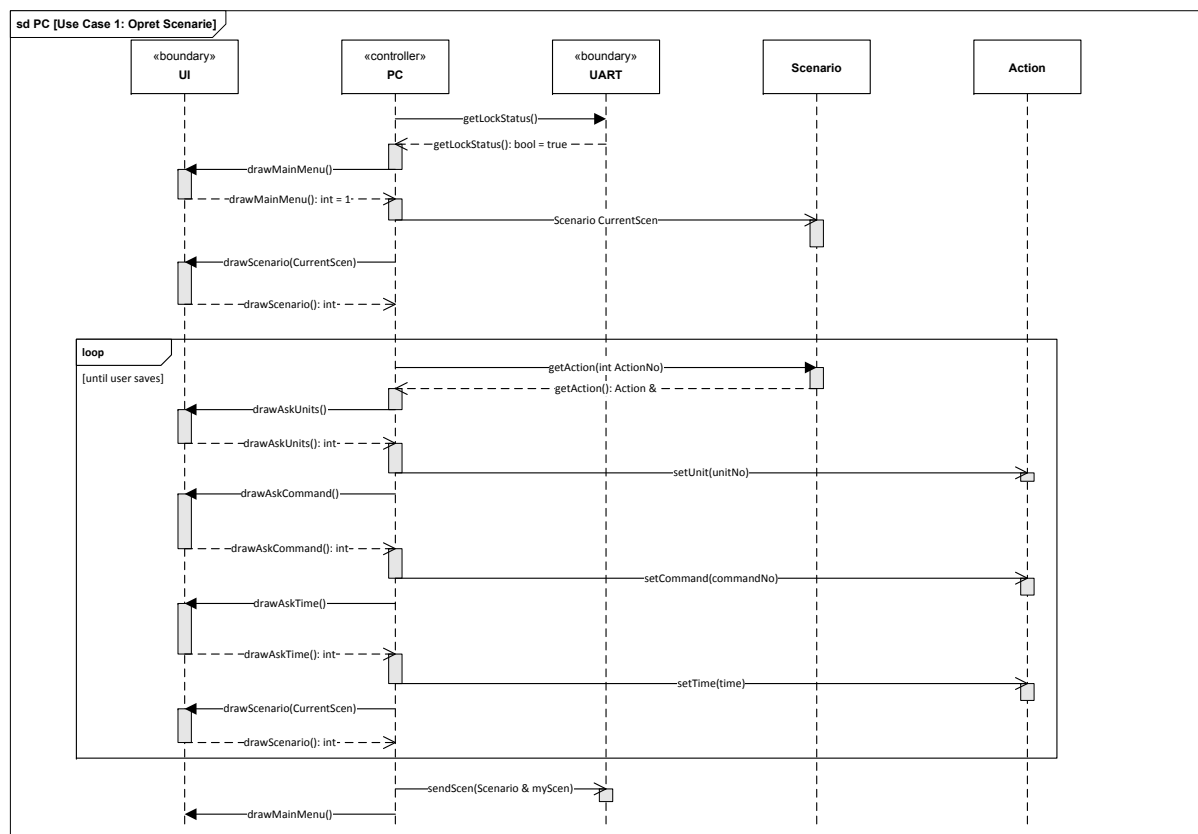 sd PC [Use Case 1: Opret Scenarie]
«boundary»
UI
«controller»
PC
«boundary»
UART
Scenario
Action
getLockStatus()
getLockStatus(): bool = true
drawMainMenu()
drawMainMenu(): int = 1
Scenario CurrentScen
drawScenario(CurrentScen)
drawScenario(): int
loop
[until user saves]
getAction(int ActionNo)
getAction(): Action &
drawAskUnits()
drawAskUnits(): int
setUnit(unitNo)
drawAskCommand()
drawAskCommand(): int
setCommand(commandNo)
drawAskTime()
drawAskTime(): int
setTime(time)
drawScenario(CurrentScen)
drawScenario(): int
sendScen(Scenario & myScen)
drawMainMenu()